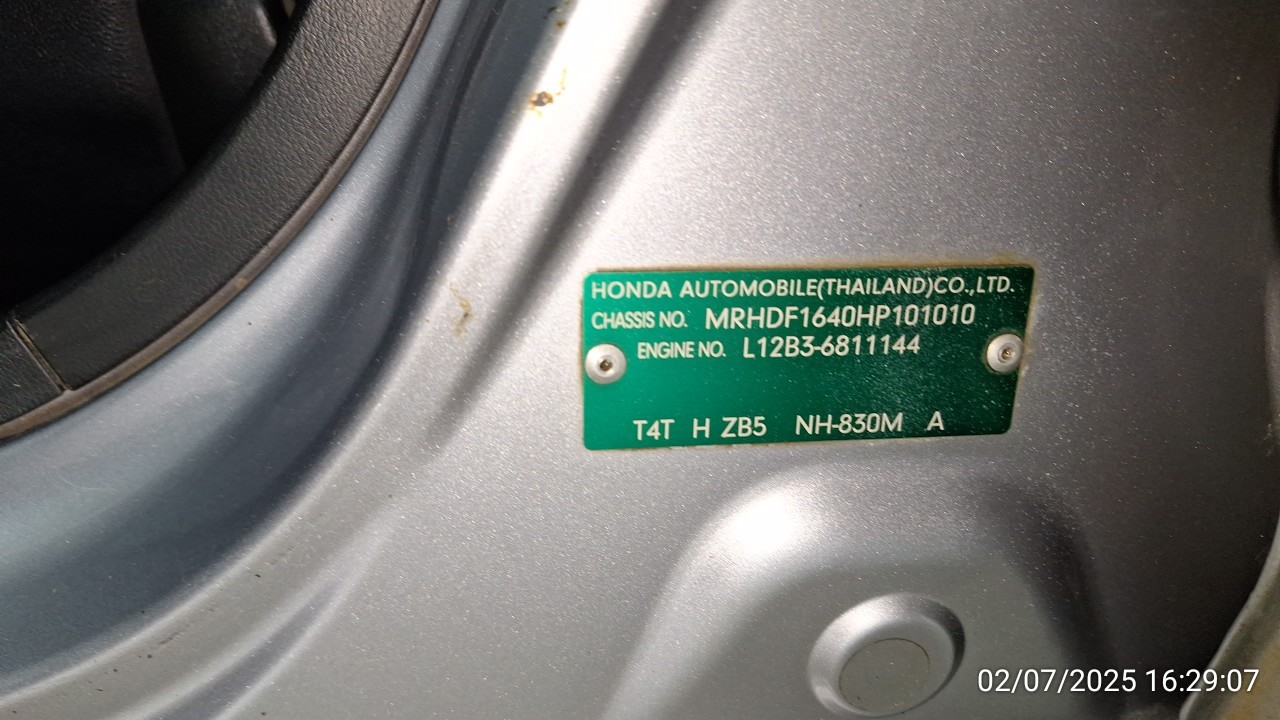 HONDA AUTOMOBILE(THAILAND)CO.,LTD.
CHASSIS NO. MRHDF1640HP101010
ENGINE NO. L12B3-6811144
T4T H ZB5 NH-830M A
02/07/2025 16:29:07